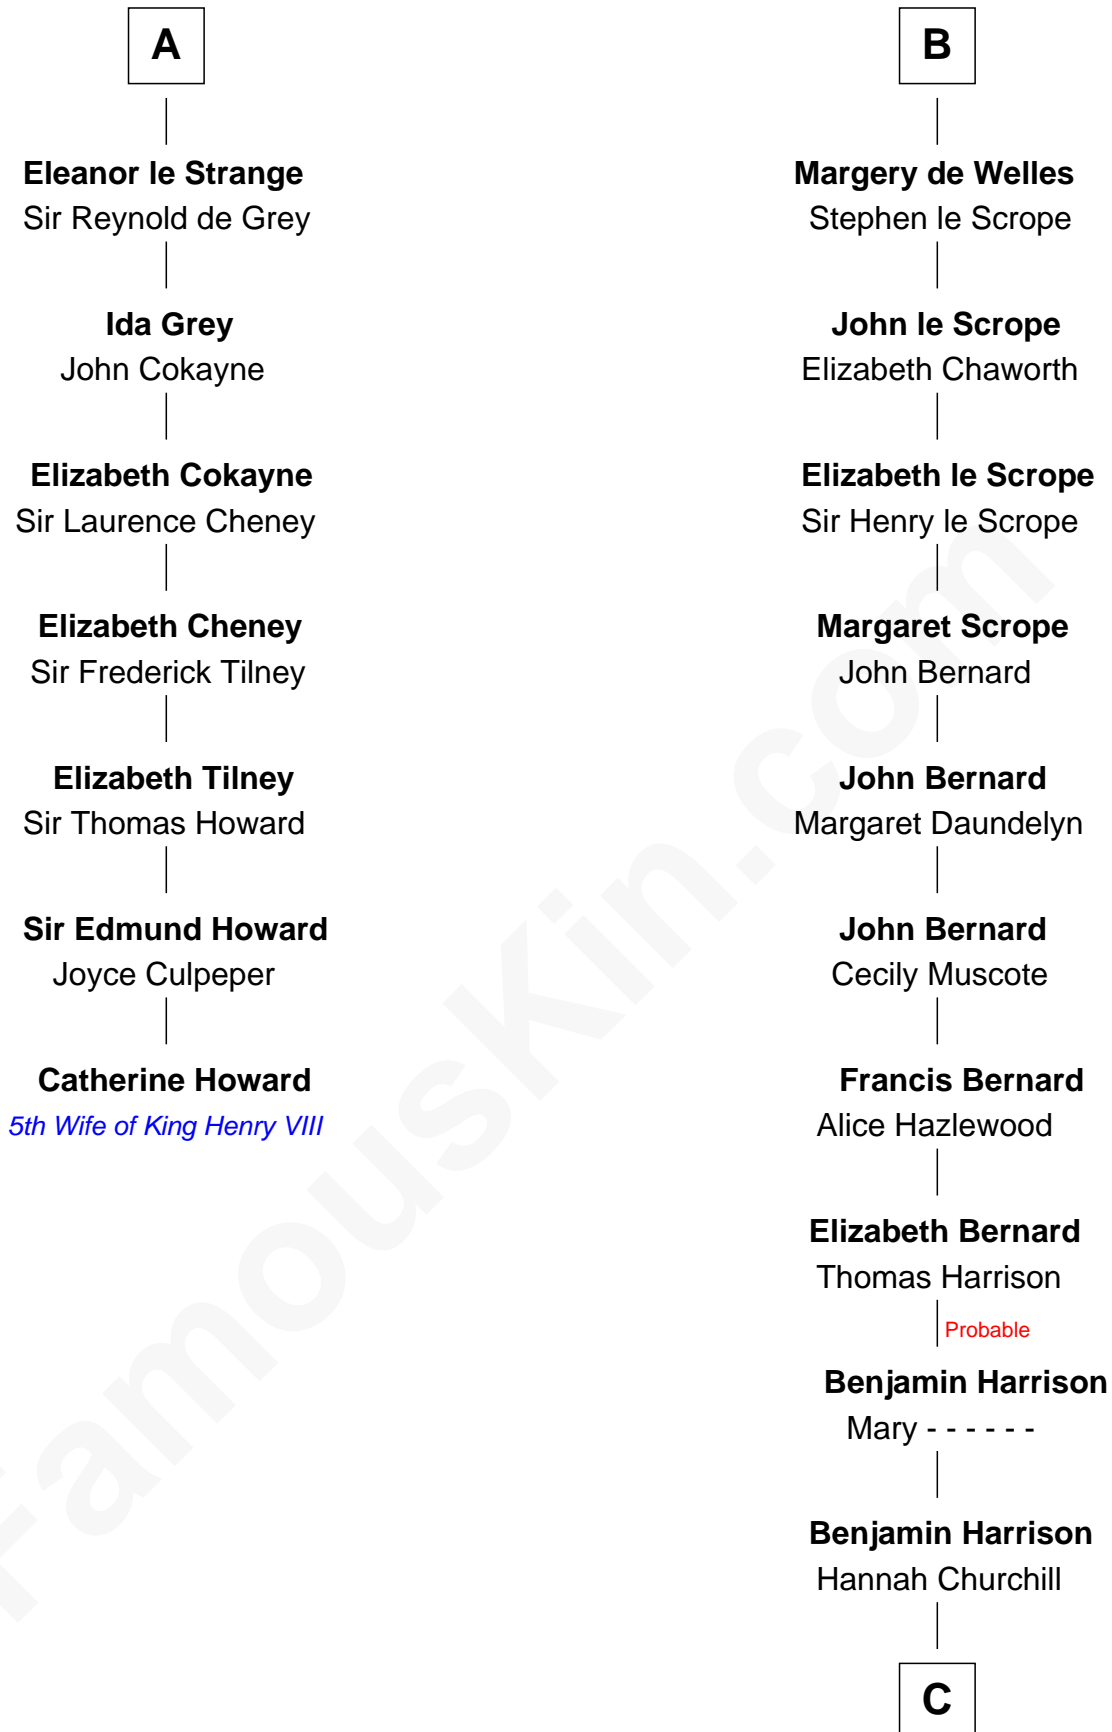 A
Eleanor le Strange
Sir Reynold de Grey
Ida Grey
John Cokayne
Elizabeth Cokayne
Sir Laurence Cheney
Elizabeth Cheney
Sir Frederick Tilney
Elizabeth Tilney
Sir Thomas Howard
Sir Edmund Howard
Joyce Culpeper
Catherine Howard
5th Wife of King Henry VIII
B
Margery de Welles
Stephen le Scrope
John le Scrope
Elizabeth Chaworth
Elizabeth le Scrope
Sir Henry le Scrope
Margaret Scrope
John Bernard
John Bernard
Margaret Daundelyn
John Bernard
Cecily Muscote
Francis Bernard
Alice Hazlewood
Elizabeth Bernard
Thomas Harrison
Probable
Benjamin Harrison
Mary - - - - - -
Benjamin Harrison
Hannah Churchill
C
FamousKin.com